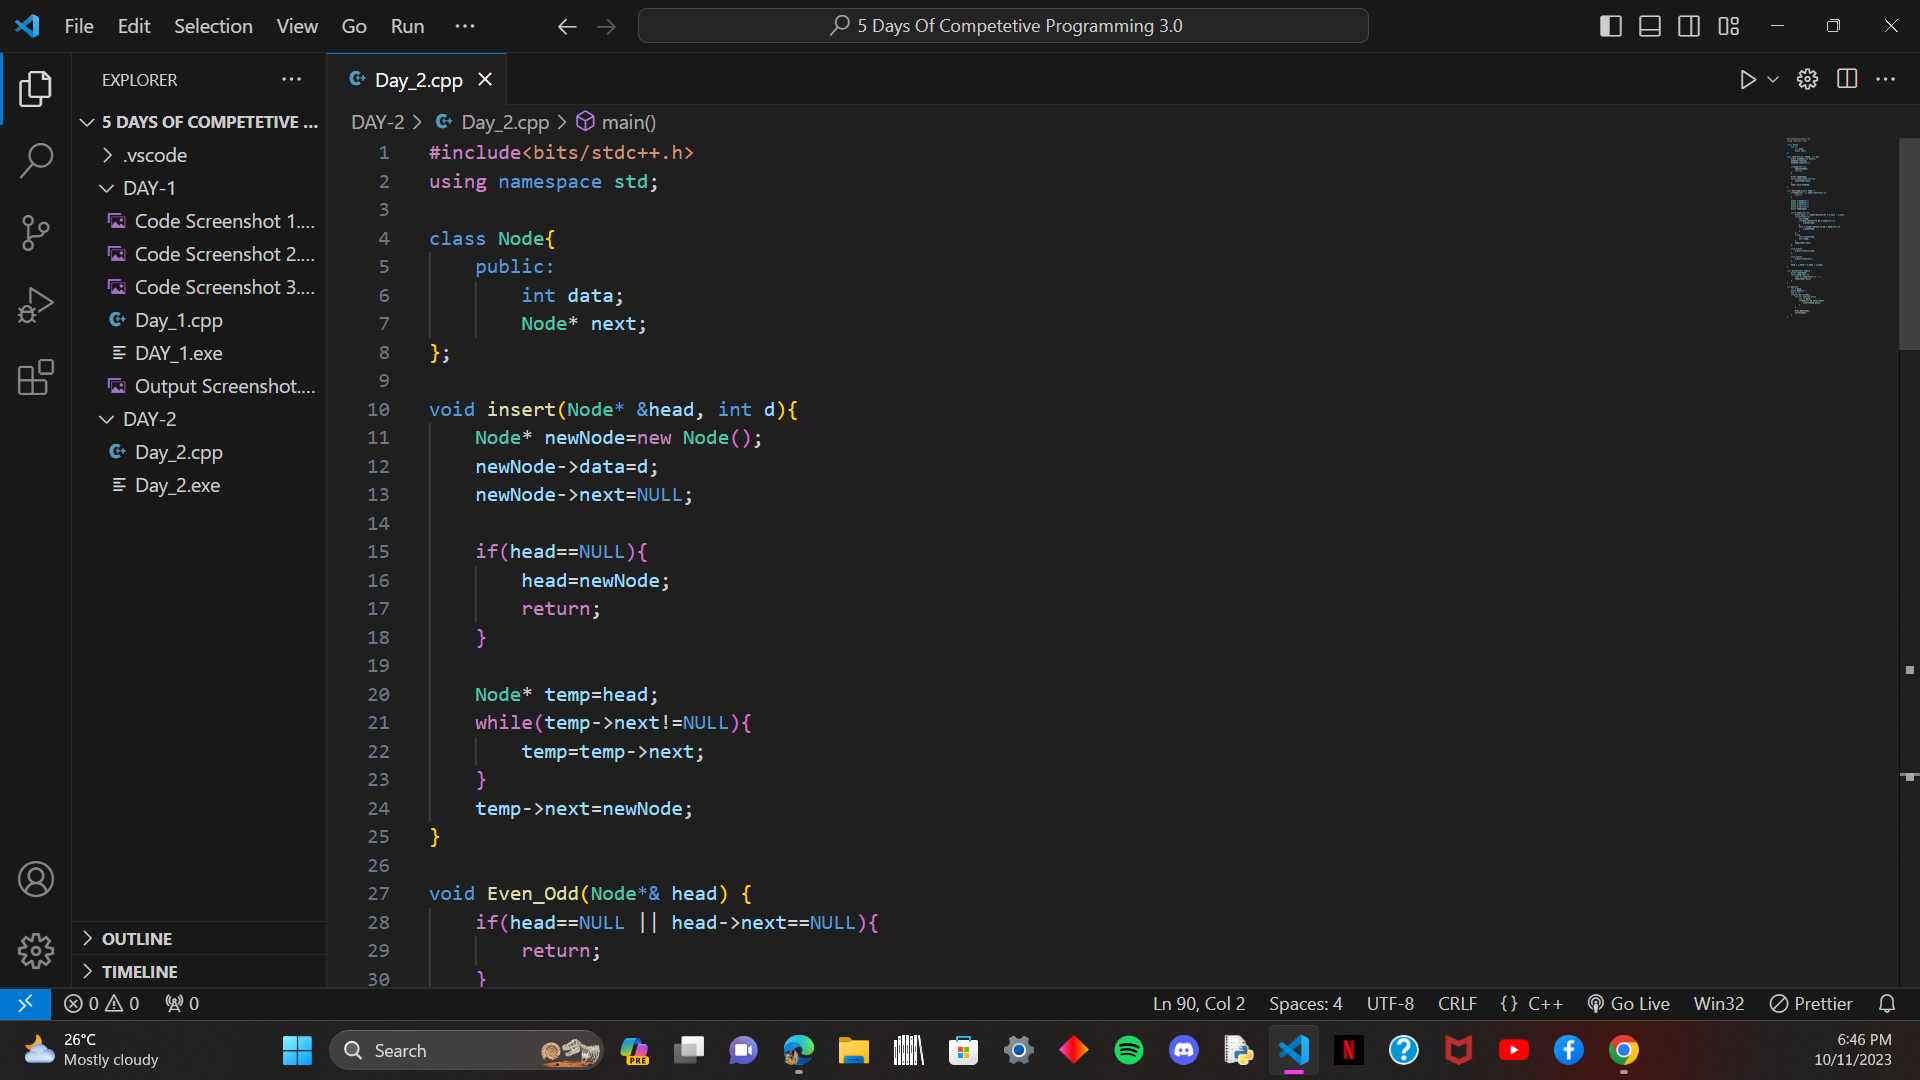 File Edit Selection View Go Run ...
5 Days Of Competetive Programming 3.0
EXPLORER
Day_2.cpp
5 DAYS OF COMPETETIVE ...
.vscode
DAY-1
Code Screenshot 1....
Code Screenshot 2....
Code Screenshot 3....
Day_1.cpp
DAY_1.exe
Output Screenshot....
DAY-2
Day_2.cpp
Day_2.exe
OUTLINE
TIMELINE
DAY-2 > Day_2.cpp > main()
1 #include<bits/stdc++.h>
2 using namespace std;
3
4 class Node{
5 public:
6 int data;
7 Node* next;
8 };
9
10 void insert(Node* &head, int d){
11 Node* newNode=new Node();
12 newNode->data=d;
13 newNode->next=NULL;
14
15 if(head==NULL){
16 head=newNode;
17 return;
18 }
19
20 Node* temp=head;
21 while(temp->next!=NULL){
22 temp=temp->next;
23 }
24 temp->next=newNode;
25 }
26
27 void Even_Odd(Node*& head) {
28 if(head==NULL || head->next==NULL){
29 return;
30 }
0 0 0 Ln 90, Col 2 Spaces: 4 UTF-8 CRLF {} C++ Go Live Win32 Prettier
26°C
Mostly cloudy
Search
PRE
N
6:46 PM
10/11/2023